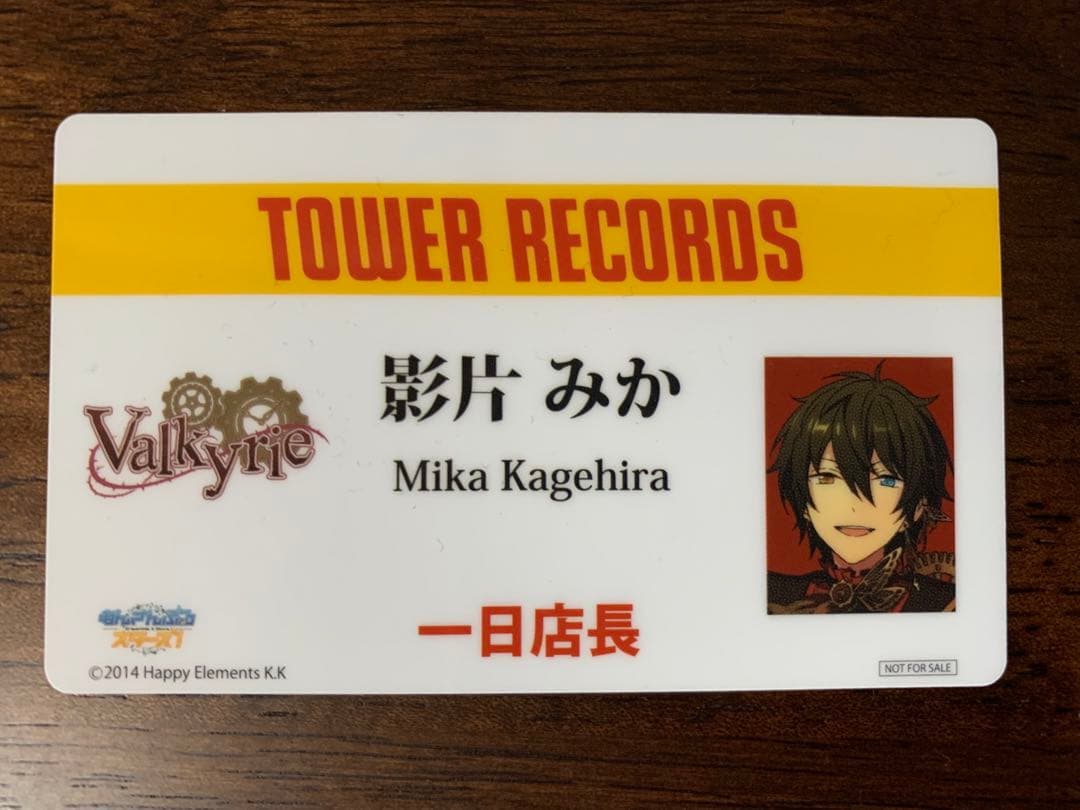 TOWER RECORDS
影片 みか
Mika Kagehira
Valkyrie
一日店長
あんさんぶる
スターズ!
©2014 Happy Elements K.K
NOT FOR SALE